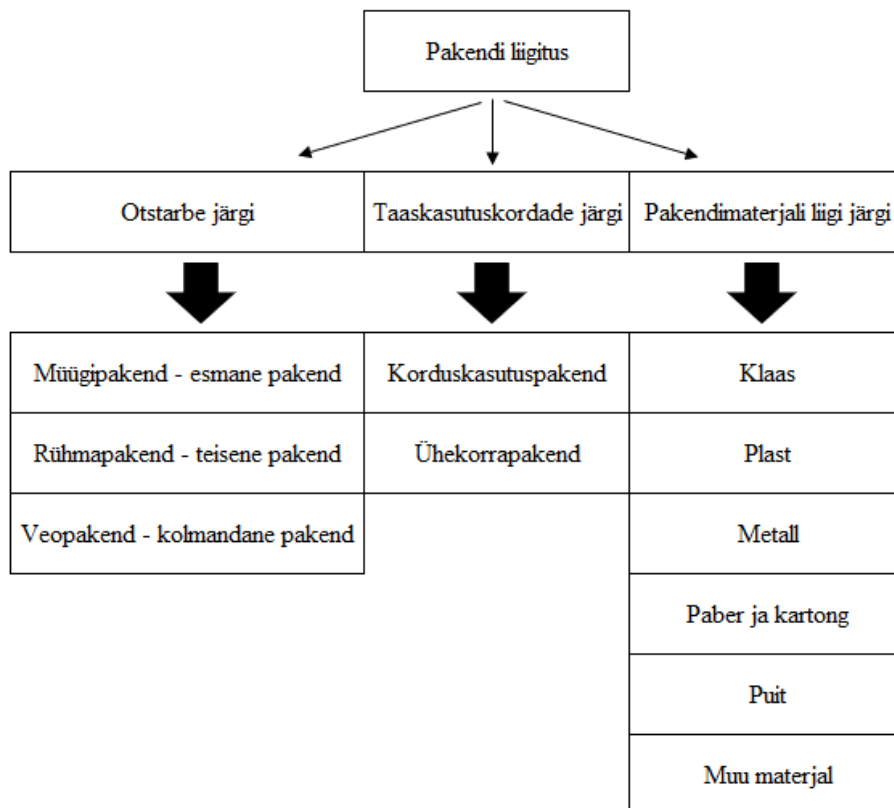 Pakendi liigitus
Otstarbe järgi
Taaskasutuskordade järgi
Pakendimaterjali liigi järgi
Müügipakend - esmane pakend
Korduskasutuspakend
Klaas
Rühmapakend - teisene pakend
Ühekorrapakend
Plast
Veopakend - kolmandane pakend
Metall
Paber ja kartong
Puit
Muu materjal